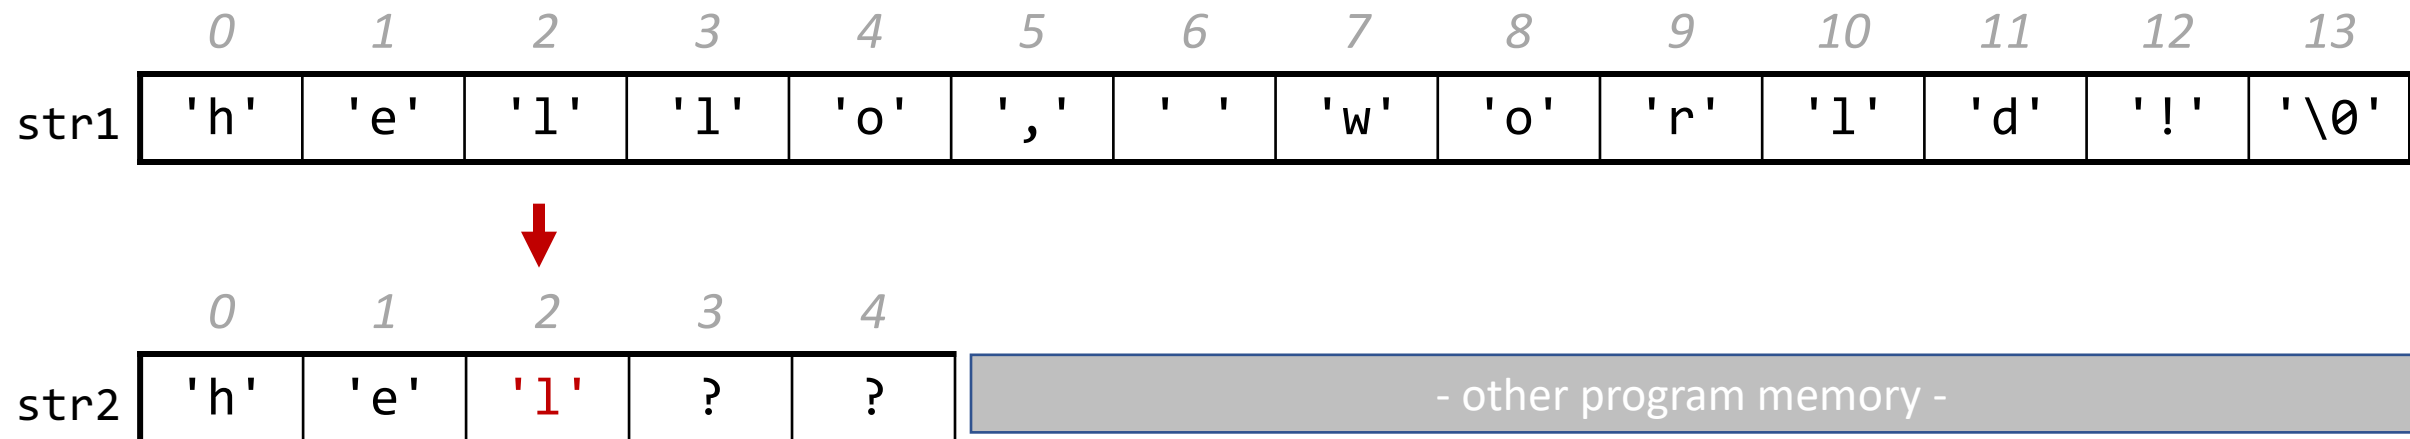 0 1 2 3 4 5 6 7 8 9 10 11 12 13
str1 'h' 'e' 'l' 'l' 'o' ',' ' ' 'w' 'o' 'r' 'l' 'd' '!' '\0'
0 1 2 3 4
str2 'h' 'e' 'l' ? ? - other program memory -